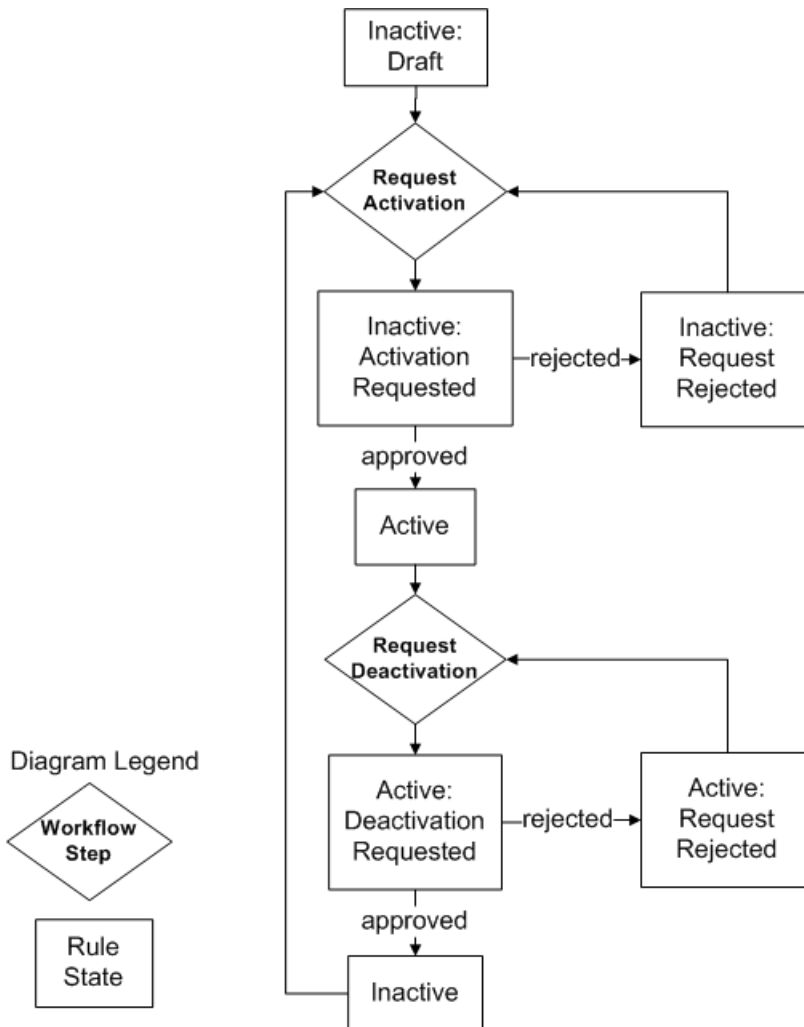 Inactive:
Draft
Request
Activation
Inactive:
Activation
Requested
rejected
Inactive:
Request
Rejected
approved
Active
Request
Deactivation
Active:
Deactivation
Requested
rejected
Active:
Request
Rejected
approved
Inactive
Diagram Legend
Workflow
Step
Rule
State